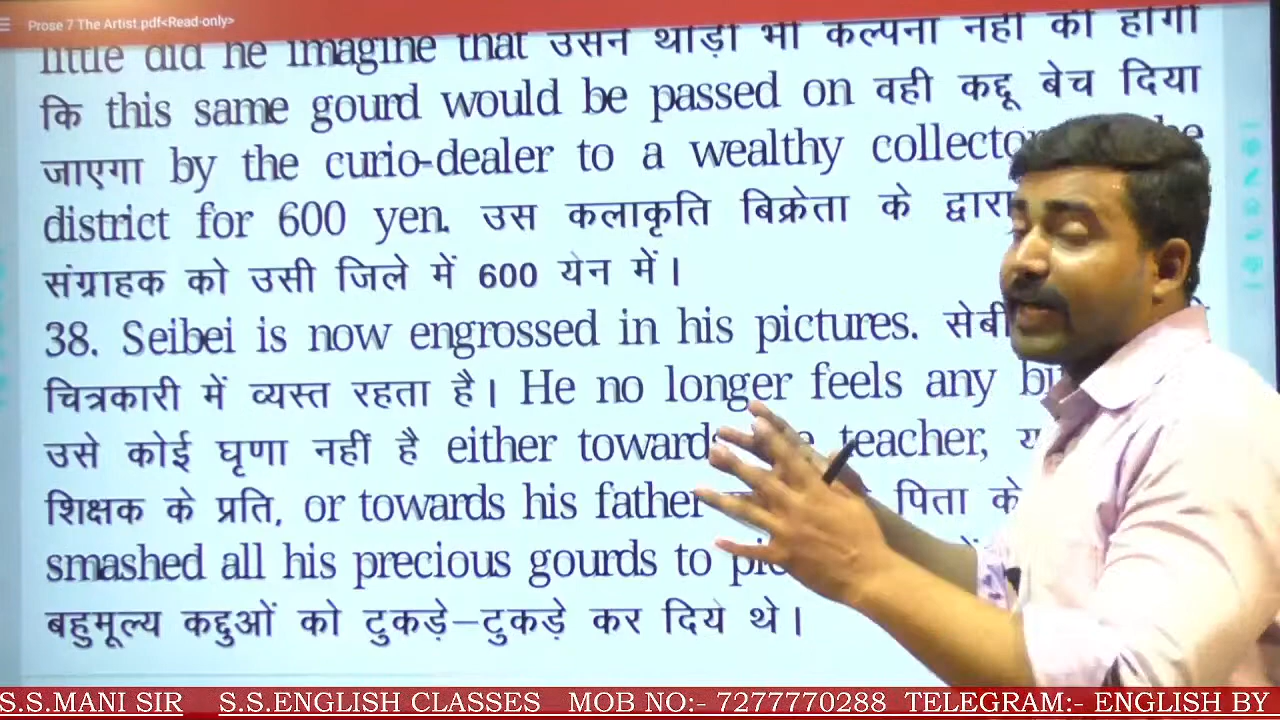 Prose 7 The Artist.pdf<Read-only>
little did he imagine that उसने थोड़ी भी कल्पना नहीं की होगी
कि this same gourd would be passed on वही कद्दू बेच दिया
जाएगा by the curio-dealer to a wealthy
district for 600 yen. उस कलाकृति बिक्रेता के द्वारा
संग्राहक को उसी जिले में 600 येन में।
38. Seibei is now engrossed in his pictures.
चित्रकारी में व्यस्त रहता है। He no longer feels any
उसे कोई घृणा नहीं है either towards teacher,
शिक्षक के प्रति, or towards his father पिता के
smashed all his precious gourds to
बहुमूल्य कद्दुओं को टुकड़े–टुकड़े कर दिये थे।
S.S.MANI SIR S.S.ENGLISH CLASSES MOB NO:- 7277770288 TELEGRAM:- ENGLISH BY